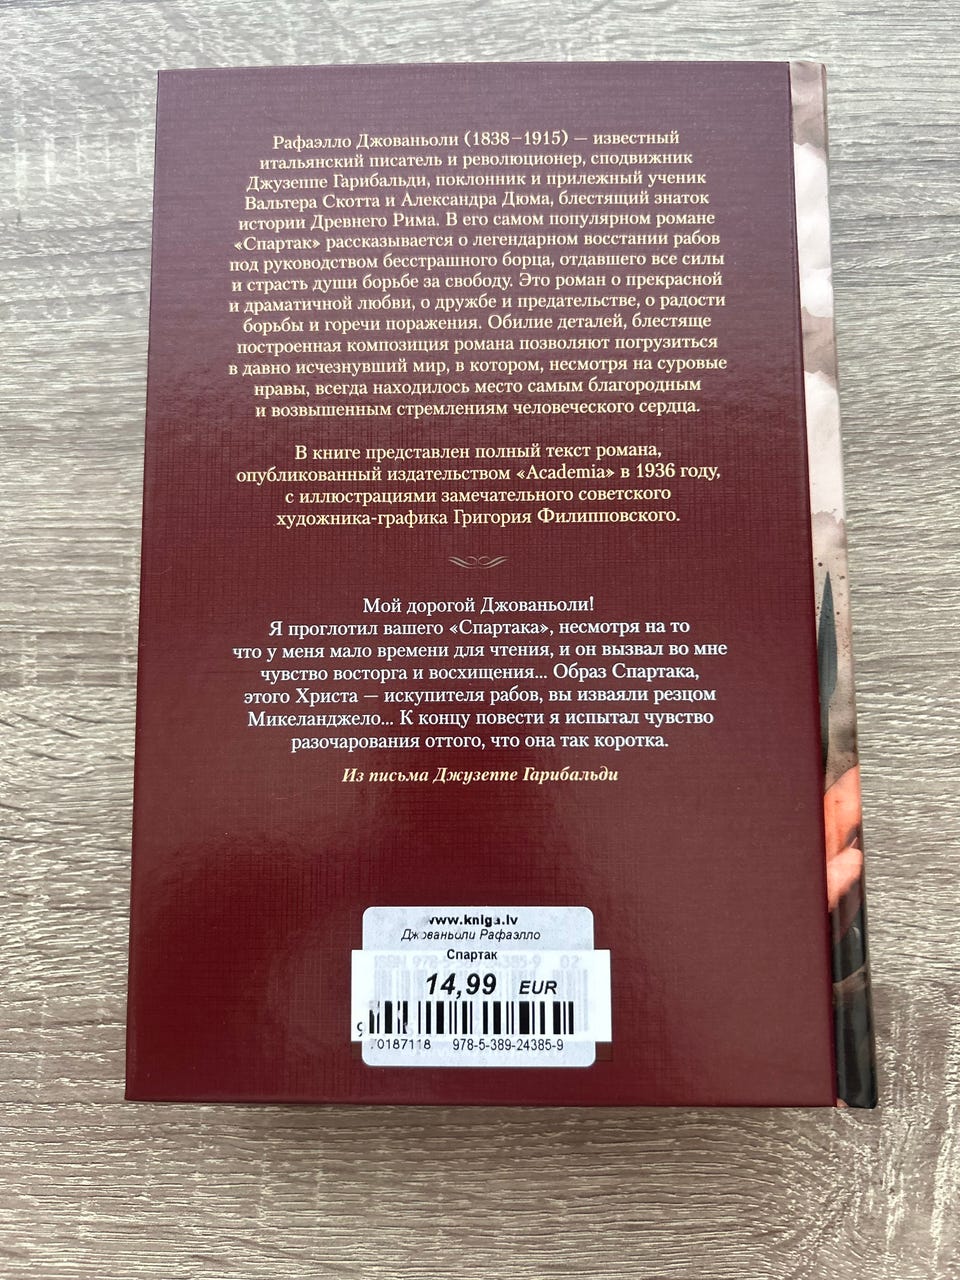 Рафаэлло Джованьоли (1838–1915) — известный
итальянский писатель и революционер, сподвижник
Джузеппе Гарибальди, поклонник и прилежный ученик
Вальтера Скотта и Александра Дюма, блестящий знаток
истории Древнего Рима. В его самом популярном романе
«Спартак» рассказывается о легендарном восстании рабов
под руководством бесстрашного борца, отдавшего все силы
и страсть души борьбе за свободу. Это роман о прекрасной
и драматичной любви, о дружбе и предательстве, о радости
борьбы и горечи поражения. Обилие деталей, блестяще
построенная композиция романа позволяют погрузиться
в давно исчезнувший мир, в котором, несмотря на суровые
нравы, всегда находилось место самым благородным
и возвышенным стремлениям человеческого сердца.
В книге представлен полный текст романа,
опубликованный издательством «Academia» в 1936 году,
с иллюстрациями замечательного советского
художника-графика Григория Филипповского.
Мой дорогой Джованьоли!
Я проглотил вашего «Спартака», несмотря на то
что у меня мало времени для чтения, и он вызвал во мне
чувство восторга и восхищения... Образ Спартака,
этого Христа — искупителя рабов, вы изваяли резцом
Микеланджело... К концу повести я испытал чувство
разочарования оттого, что она так коротка.
Из письма Джузеппе Гарибальди
www.kniga.lv
Джованьоли Рафаэлло
Спартак
14,99 EUR
70187118 978-5-389-24385-9